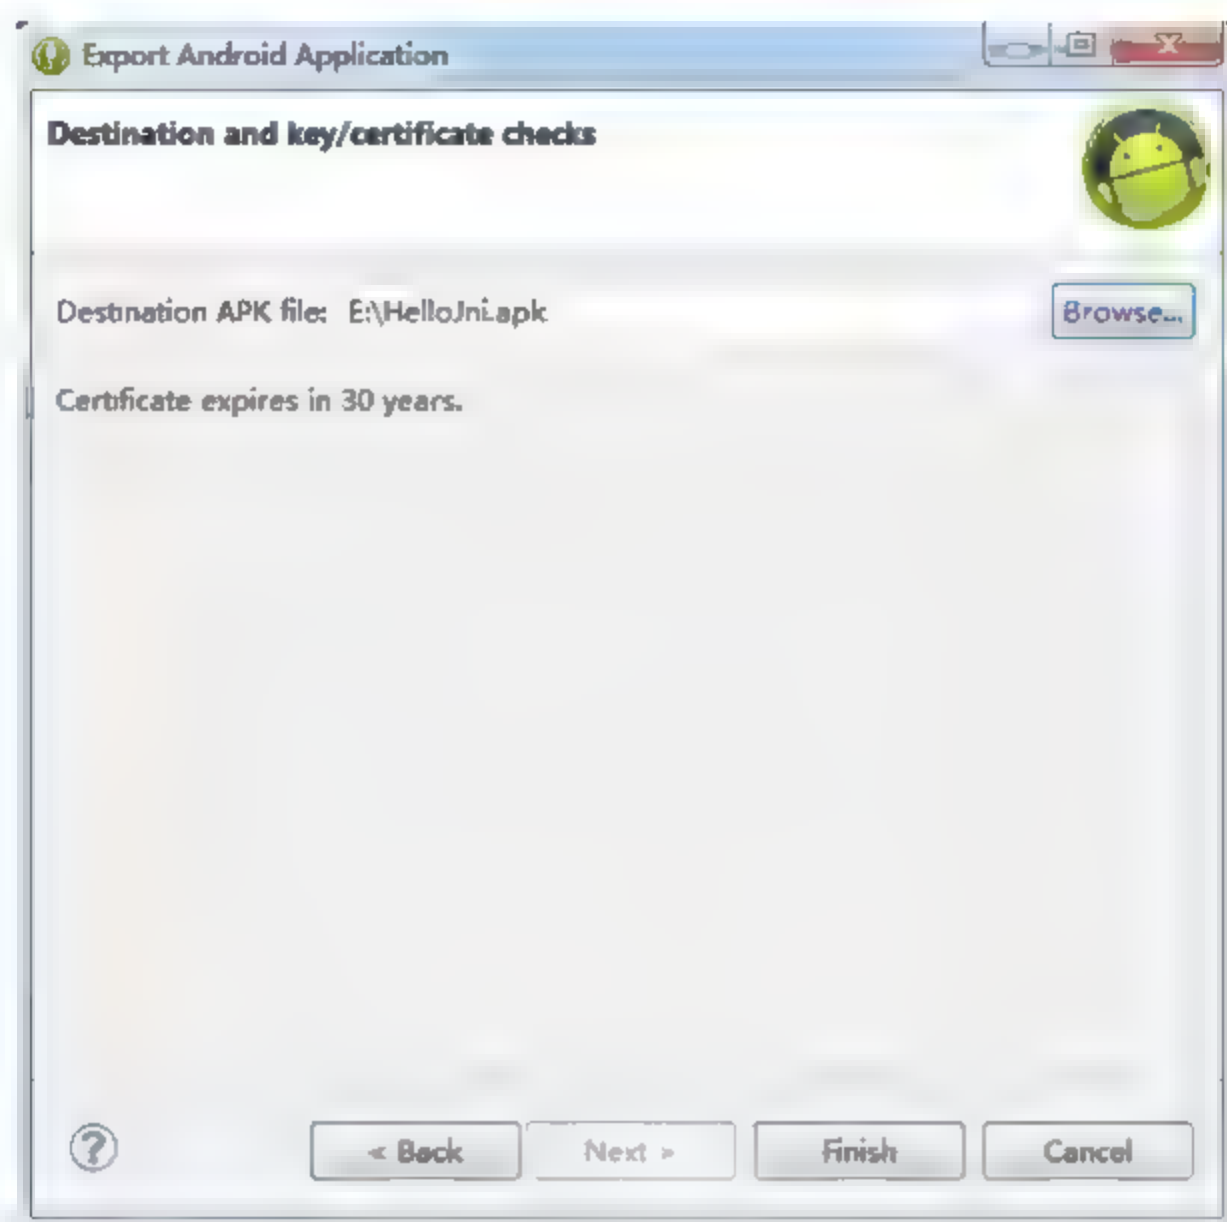 Export Android Application
Destination and key/certificate checks
Destination APK file: E:\HelloJni.apk
Browse...
Certificate expires in 30 years.
?
< Back
Next >
Finish
Cancel